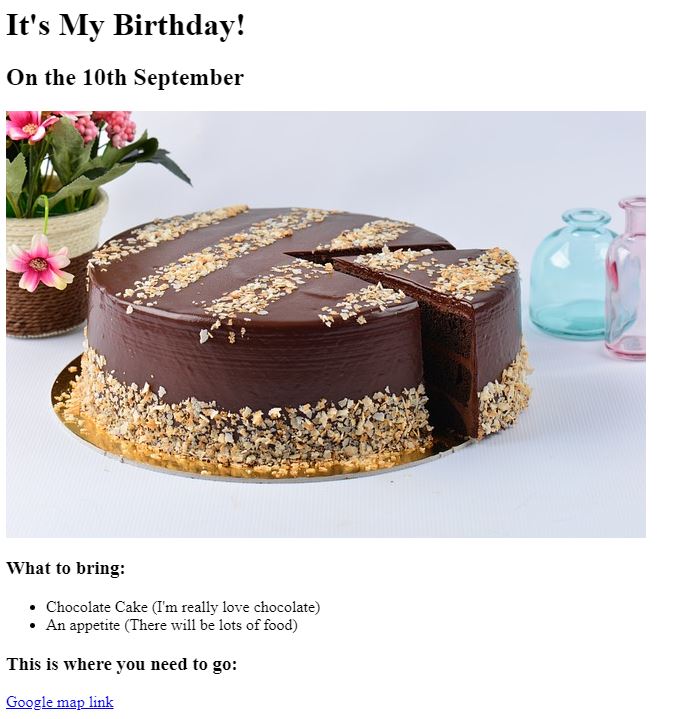 It's My Birthday!
On the 10th September
What to bring:
Chocolate Cake (I'm really love chocolate)
An appetite (There will be lots of food)
This is where you need to go:
Google map link